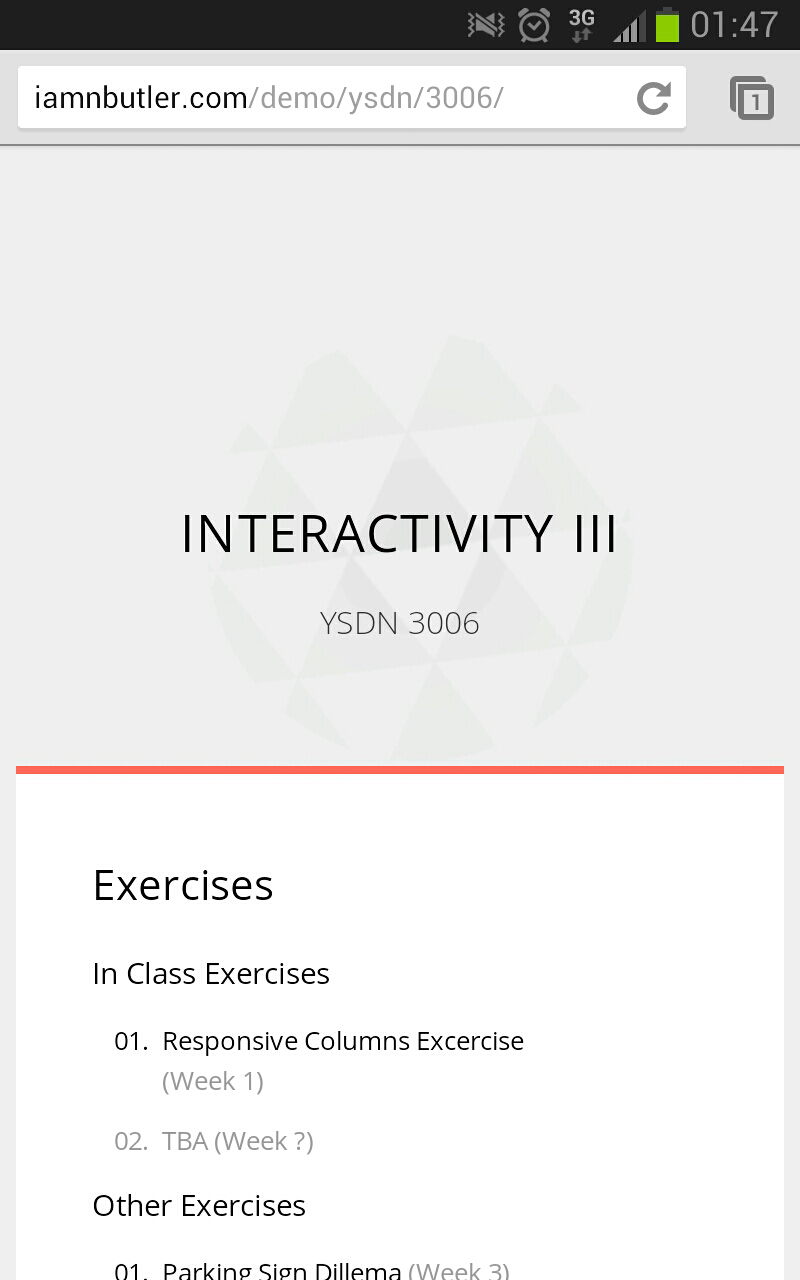 3G
01:47
iamnbutler.com/demo/ysdn/3006/
1
INTERACTIVITY III
YSDN 3006
Exercises
In Class Exercises
01. Responsive Columns Excercise
(Week 1)
02. TBA (Week ?)
Other Exercises
01. Parking Sign Dillema (Week 3)